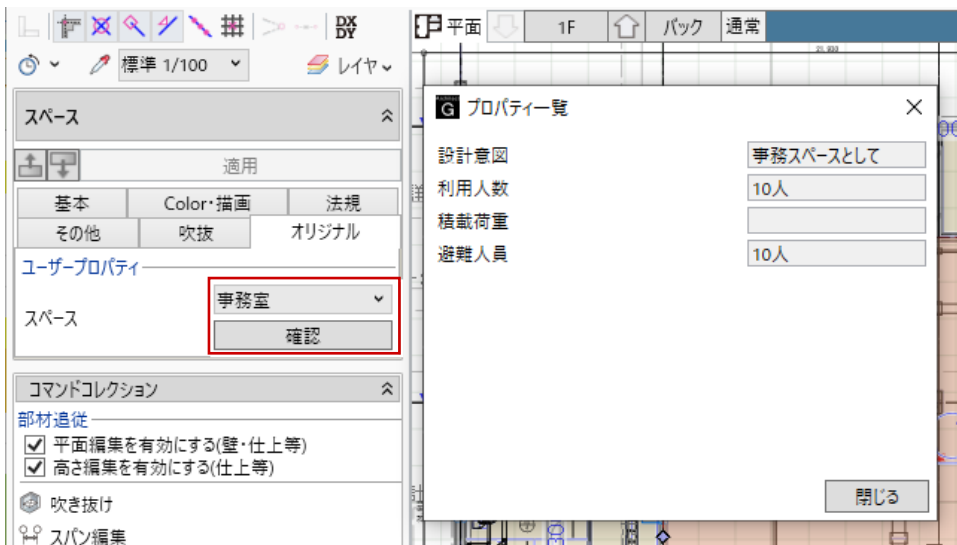 DX
DY
標準 1/100
レイヤ
スペース
適用
基本 Color・描画 法規
その他 吹抜 オリジナル
ユーザープロパティ
スペース
事務室
確認
コマンドコレクション
部材追従
平面編集を有効にする(壁・仕上等)
高さ編集を有効にする(仕上等)
吹き抜け
スパン編集
平面 1F バック 通常
G プロパティ一覧
設計意図 事務スペースとして
利用人数 10人
積載荷重
避難人員 10人
閉じる